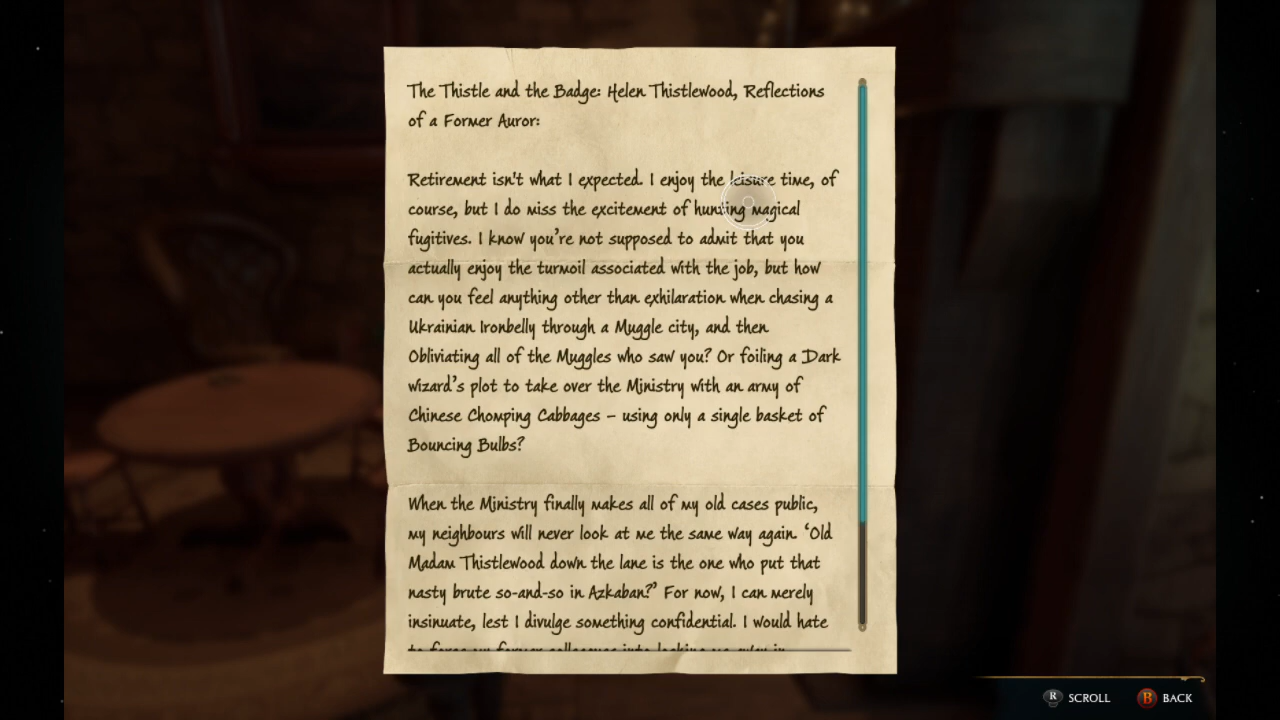 The Thistle and the Badge: Helen Thistlewood, Reflections
of a Former Auror:
Retirement isn't what I expected. I enjoy the leisure time, of
course, but I do miss the excitement of hunting magical
fugitives. I know you're not supposed to admit that you
actually enjoy the turmoil associated with the job, but how
can you feel anything other than exhilaration when chasing a
Ukrainian Ironbelly through a Muggle city, and then
Obliviating all of the Muggles who saw you? Or foiling a Dark
wizard's plot to take over the Ministry with an army of
Chinese Chomping Cabbages – using only a single basket of
Bouncing Bulbs?
When the Ministry finally makes all of my old cases public,
my neighbours will never look at me the same way again. 'Old
Madam Thistlewood down the lane is the one who put that
nasty brute so-and-so in Azkaban?' For now, I can merely
insinuate, lest I divulge something confidential. I would hate
R SCROLL
B BACK